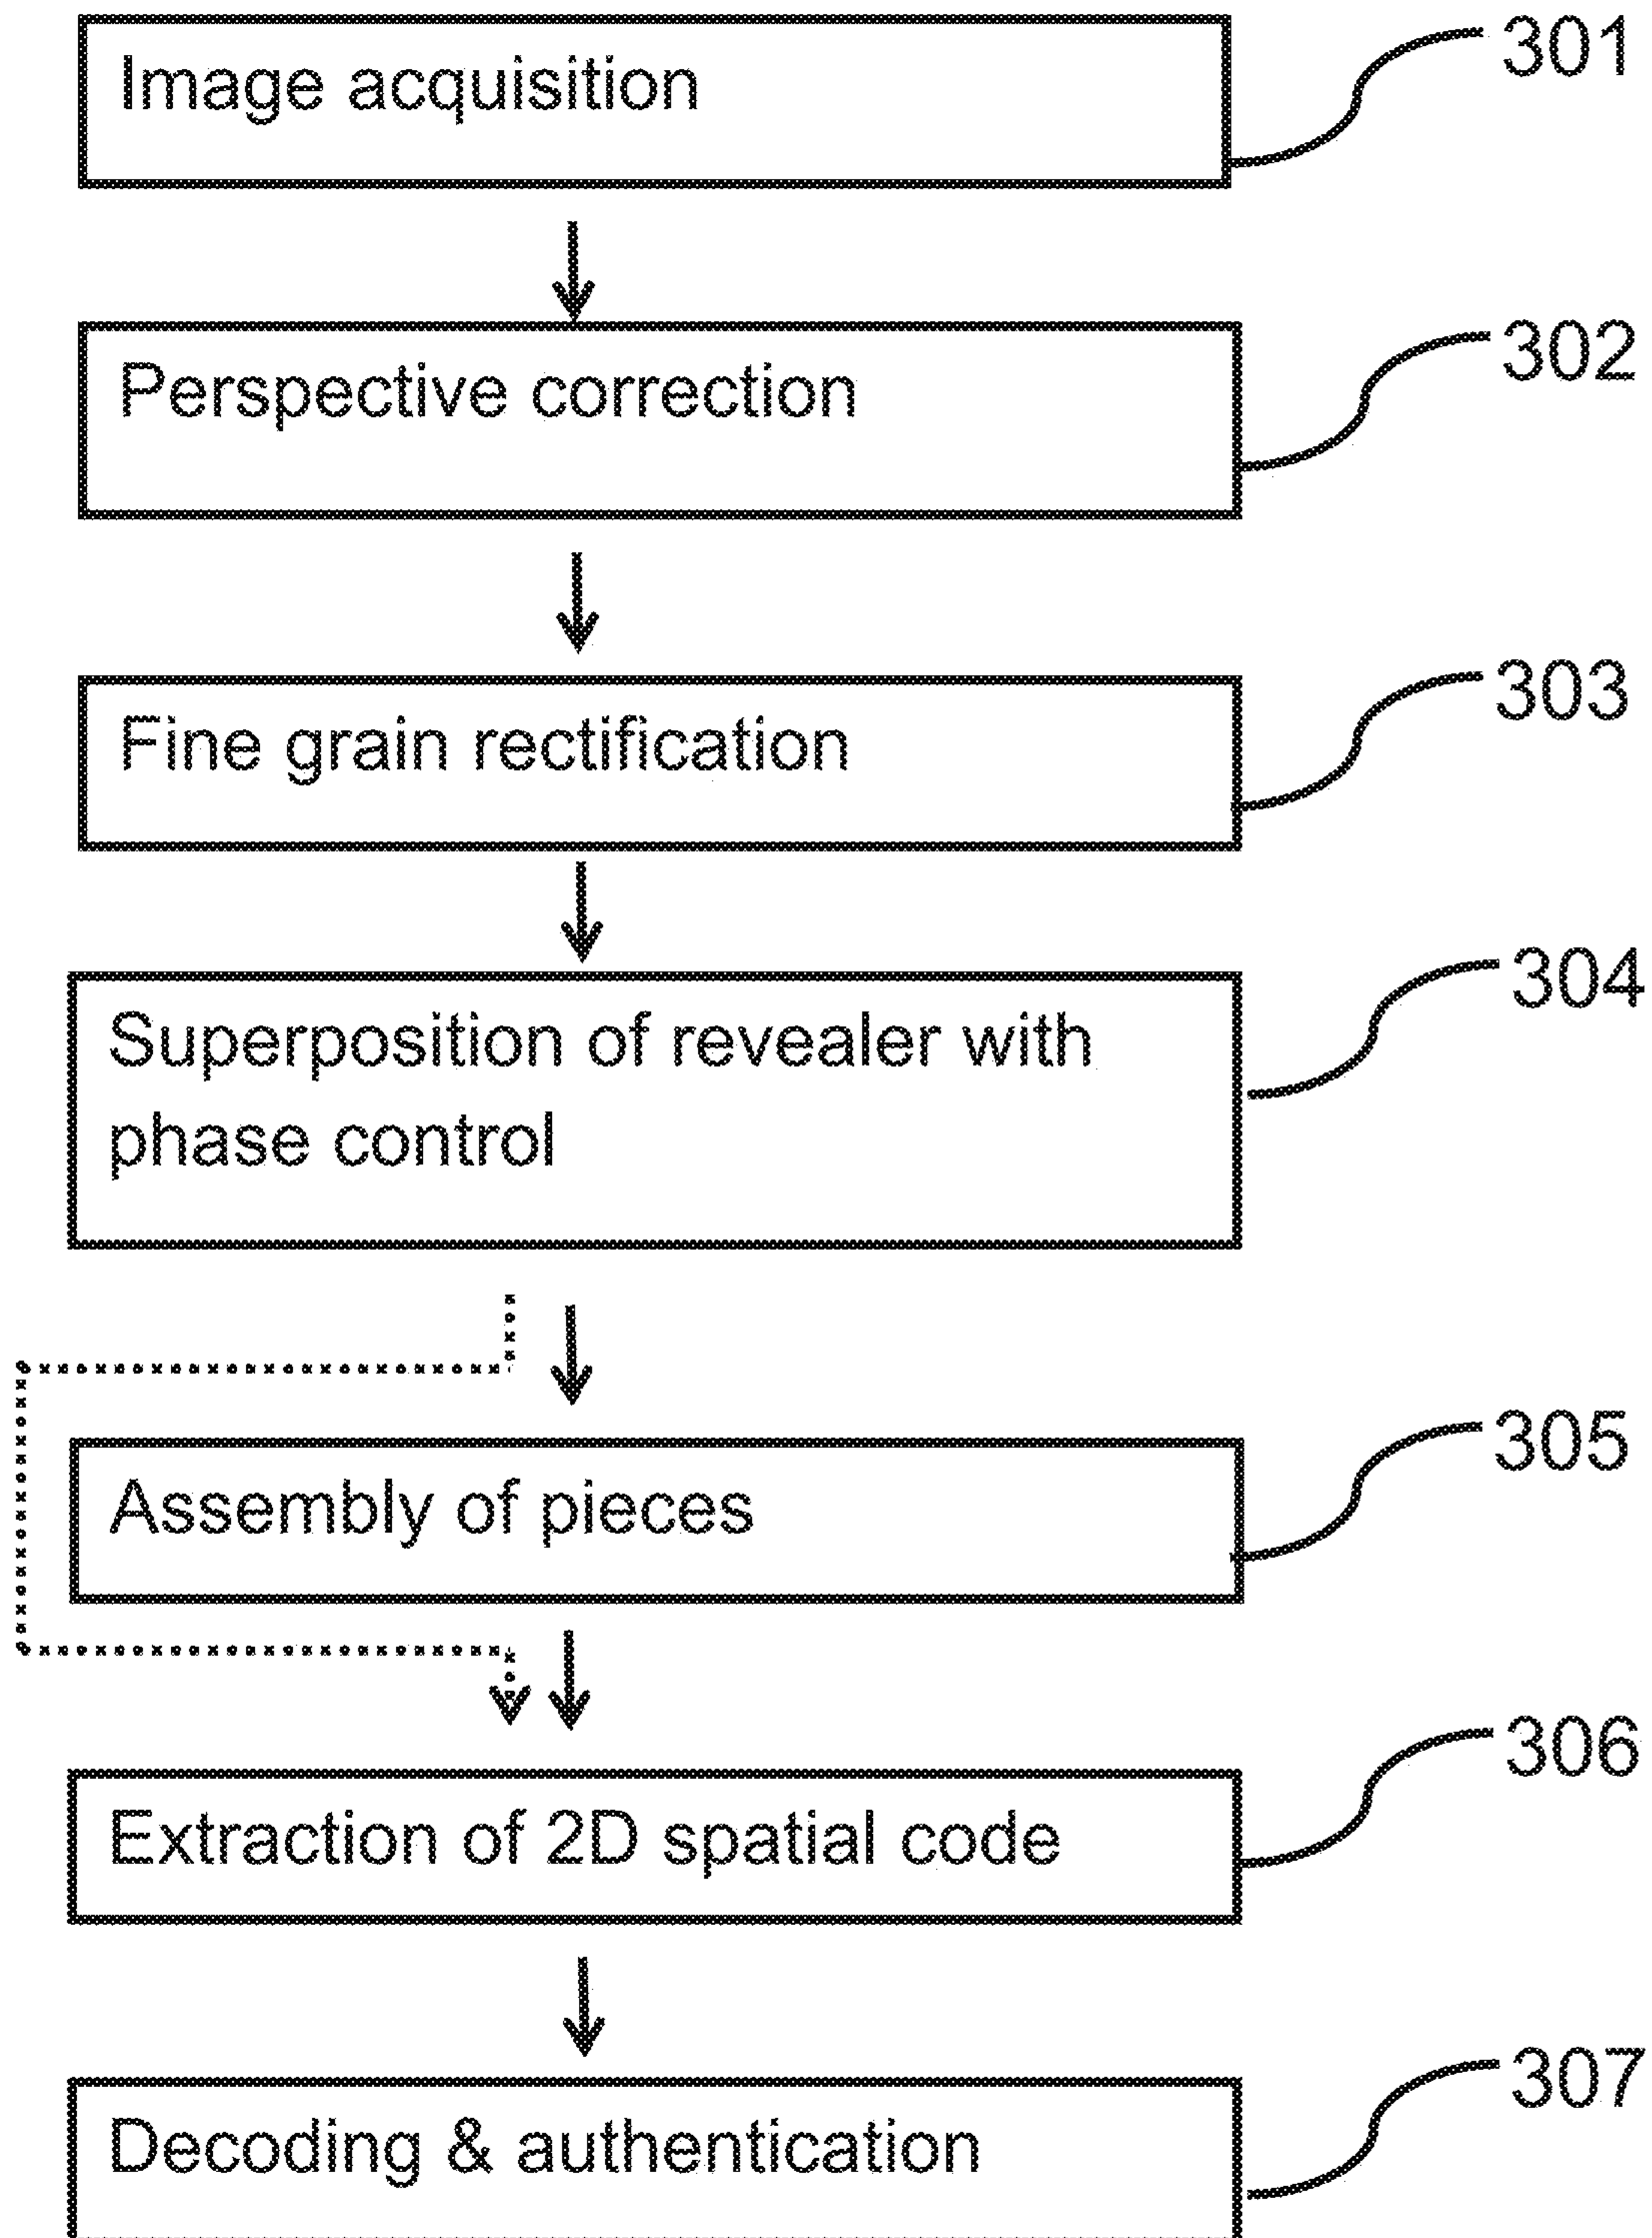 Image acquisition
301
Perspective correction
302
Fine grain rectification
303
Superposition of revealer with
phase control
304
Assembly of pieces
305
Extraction of 2D spatial code
306
Decoding & authentication
307